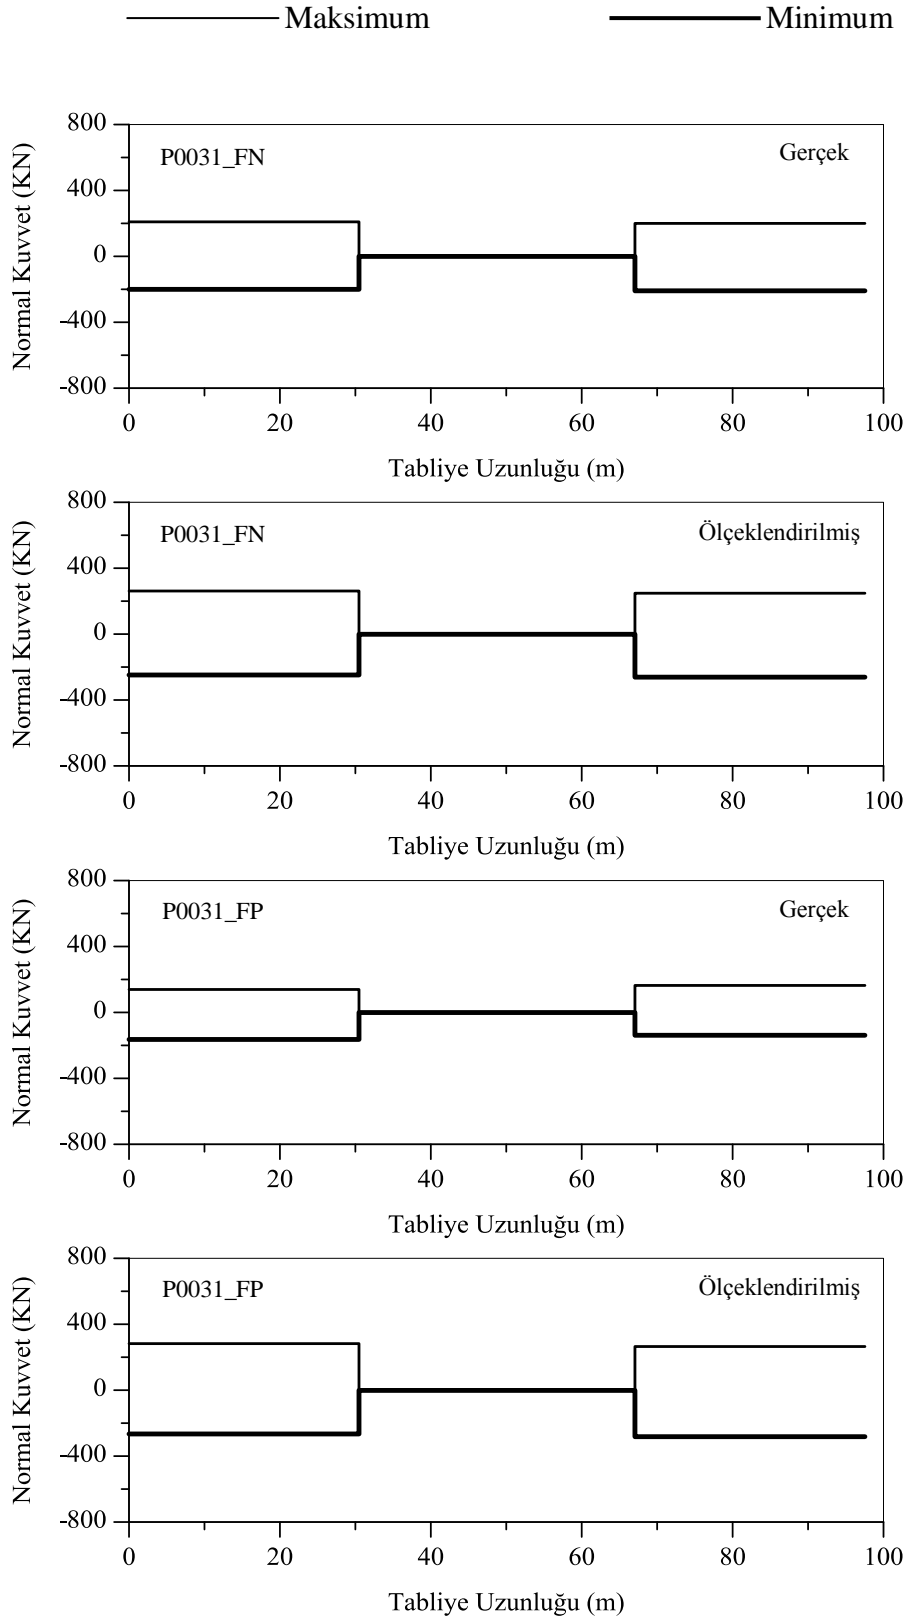 Maksimum Minimum
800
400
0
-400
-800
Normal Kuvvet (KN)
P0031_FN Gerçek
0 20 40 60 80 100
Tabliye Uzunluğu (m)
800
400
0
-400
-800
Normal Kuvvet (KN)
P0031_FN Ölçeklendirilmiş
0 20 40 60 80 100
Tabliye Uzunluğu (m)
800
400
0
-400
-800
Normal Kuvvet (KN)
P0031_FP Gerçek
0 20 40 60 80 100
Tabliye Uzunluğu (m)
800
400
0
-400
-800
Normal Kuvvet (KN)
P0031_FP Ölçeklendirilmiş
0 20 40 60 80 100
Tabliye Uzunluğu (m)